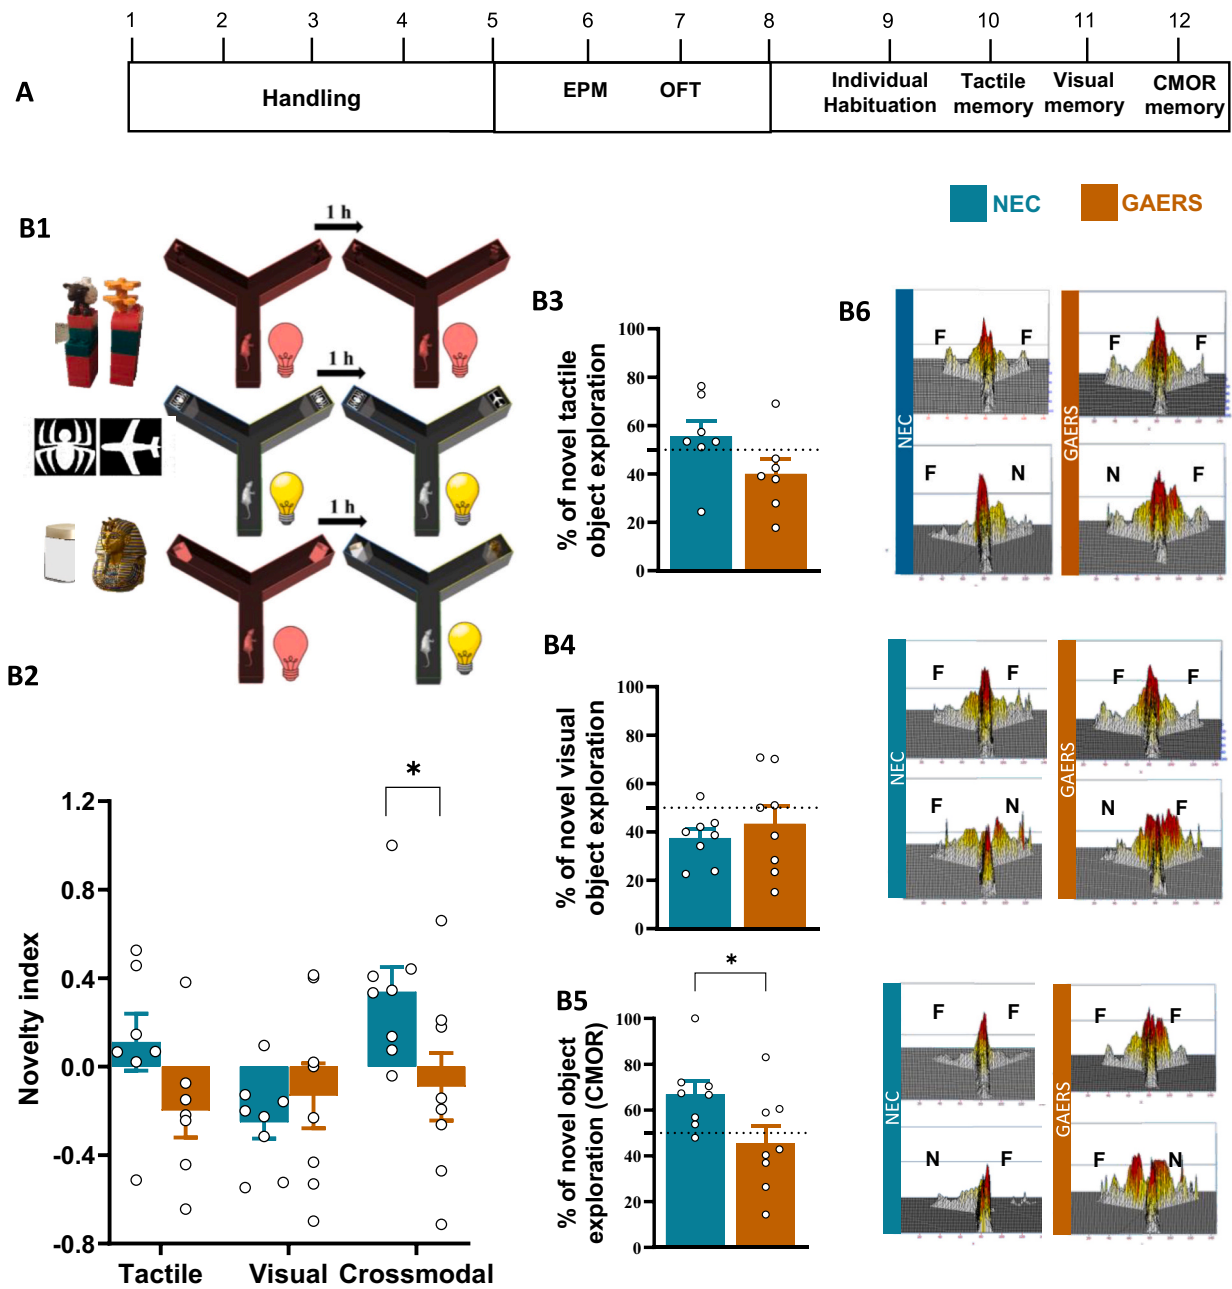 1 2 3 4 5 6 7 8 9 10 11 12
A
Handling
EPM
OFT
Individual
Habituation
Tactile
memory
Visual
memory
CMOR
memory
NEC
GAERS
B1
1 h
1 h
1 h
B2
1.2
0.8
0.4
0.0
-0.4
-0.8
Novelty index
*
Tactile
Visual
Crossmodal
B3
% of novel tactile
object exploration
100
80
60
40
20
0
B4
% of novel visual
object exploration
100
80
60
40
20
0
B5
% of novel object
exploration (CMOR)
100
80
60
40
20
0
*
B6
NEC
F F
F N
GAERS
F F
N F
NEC
F F
F N
GAERS
F F
N F
NEC
F F
N F
GAERS
F F
F N